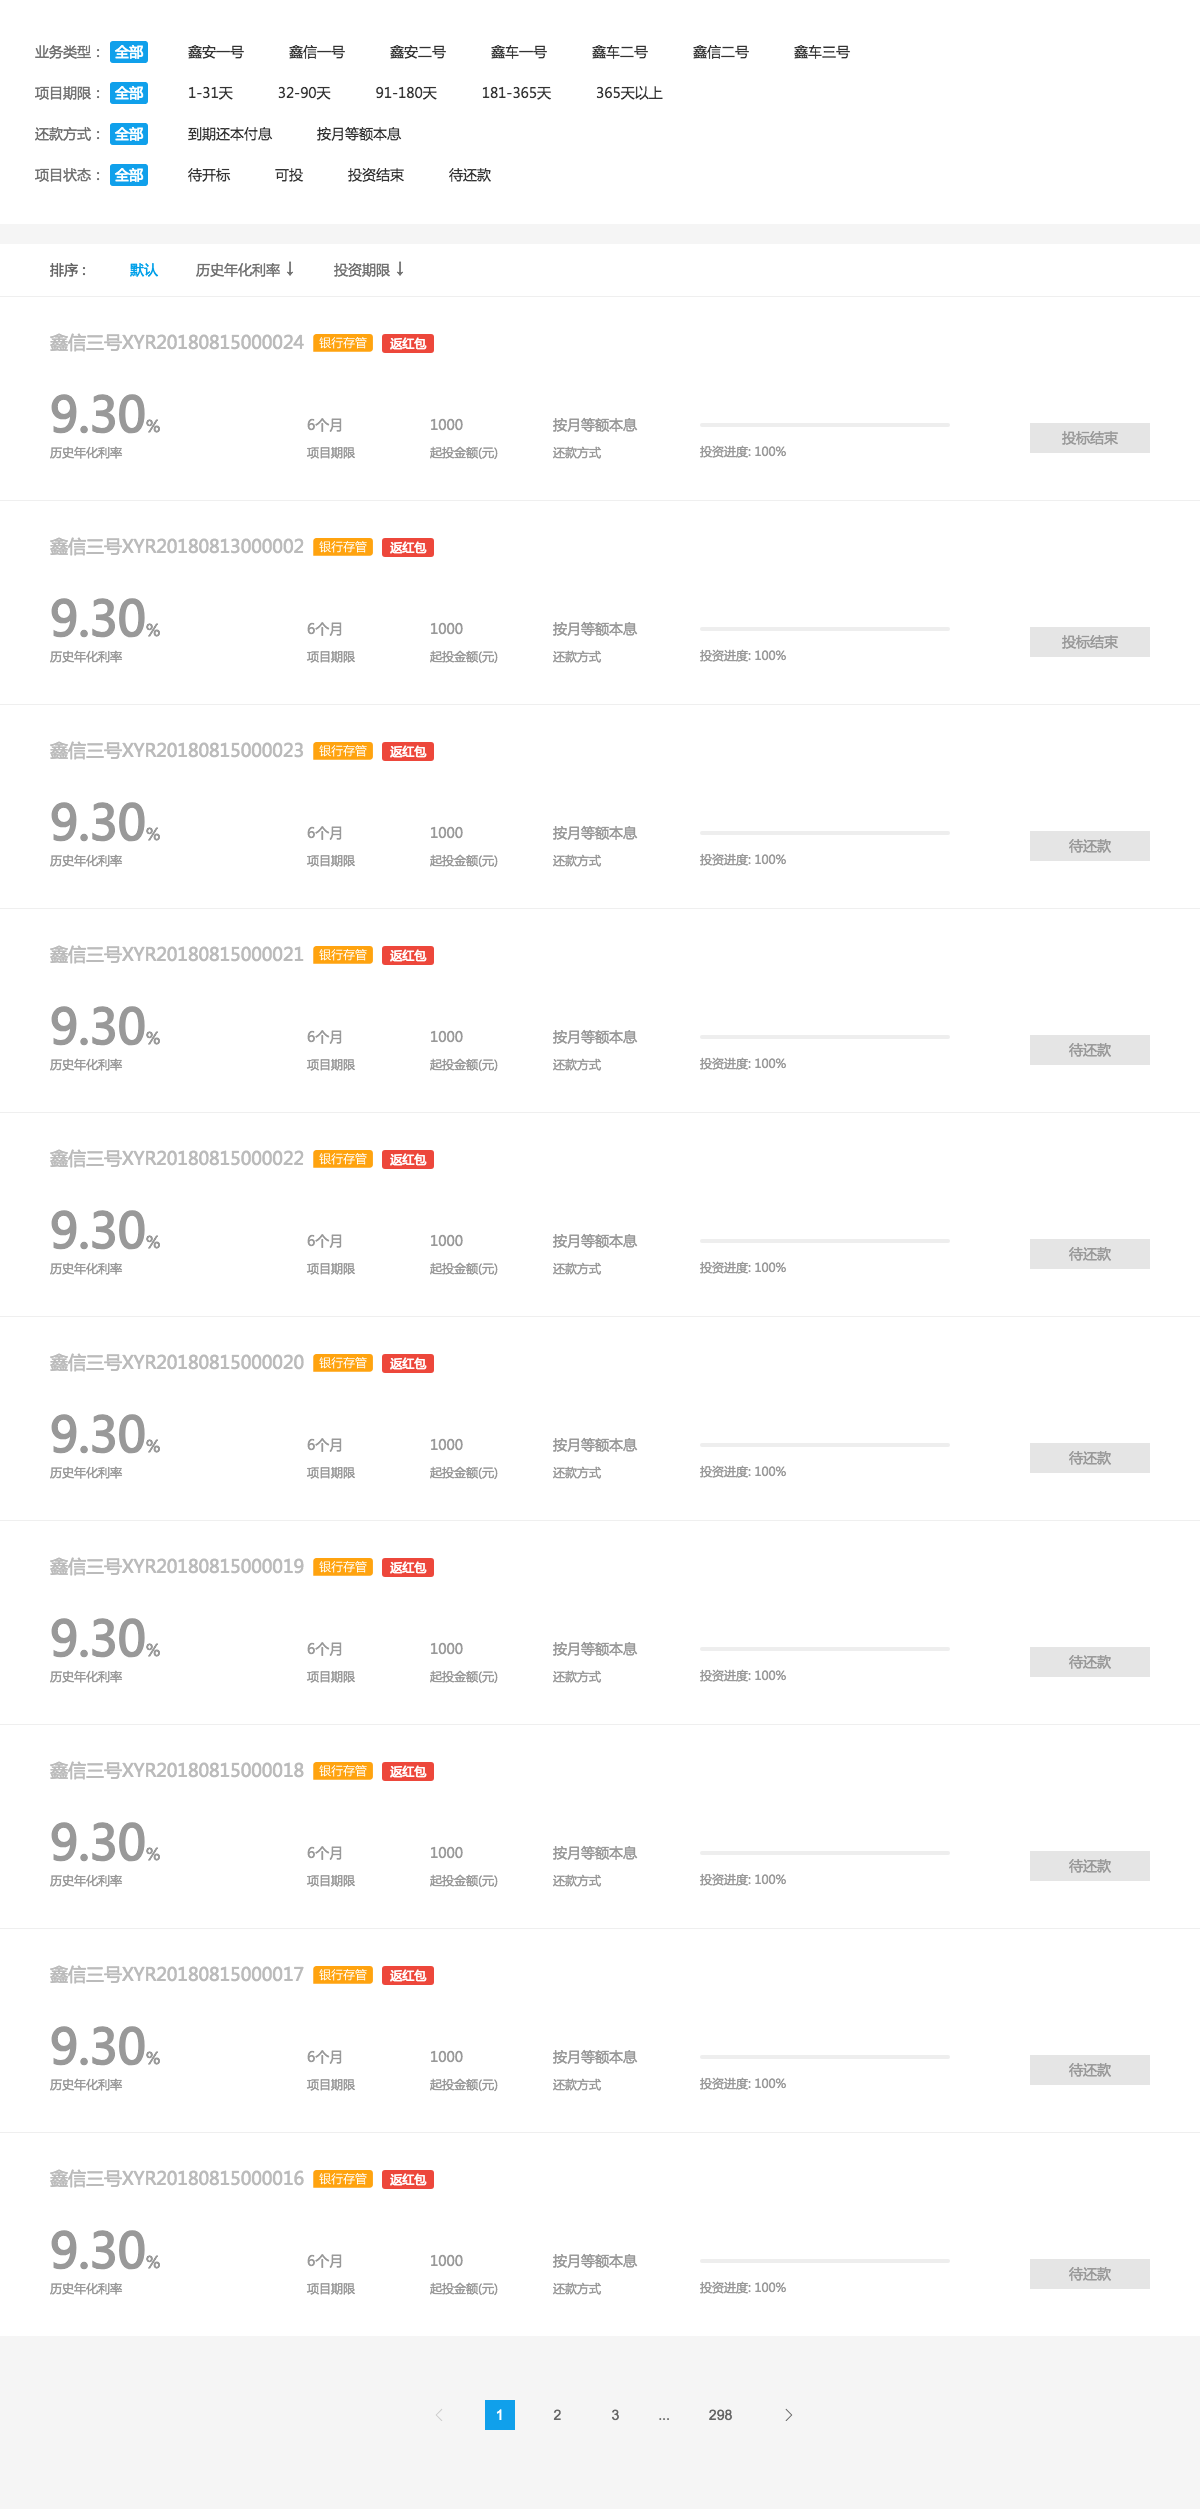 业务类型： 全部 鑫安一号 鑫信一号 鑫安二号 鑫车一号 鑫车二号 鑫信二号 鑫车三号
项目期限： 全部 1-31天 32-90天 91-180天 181-365天 365天以上
还款方式： 全部 到期还本付息 按月等额本息
项目状态： 全部 待开标 可投 投资结束 待还款
排序： 默认 历史年化利率 ↓ 投资期限 ↓
鑫信三号XYR20180815000024 银行存管 返红包
9.30% 6个月 1000 按月等额本息 投标结束
历史年化利率 项目期限 起投金额(元) 还款方式 投资进度: 100%
鑫信三号XYR20180813000002 银行存管 返红包
9.30% 6个月 1000 按月等额本息 投标结束
历史年化利率 项目期限 起投金额(元) 还款方式 投资进度: 100%
鑫信三号XYR20180815000023 银行存管 返红包
9.30% 6个月 1000 按月等额本息 待还款
历史年化利率 项目期限 起投金额(元) 还款方式 投资进度: 100%
鑫信三号XYR20180815000021 银行存管 返红包
9.30% 6个月 1000 按月等额本息 待还款
历史年化利率 项目期限 起投金额(元) 还款方式 投资进度: 100%
鑫信三号XYR20180815000022 银行存管 返红包
9.30% 6个月 1000 按月等额本息 待还款
历史年化利率 项目期限 起投金额(元) 还款方式 投资进度: 100%
鑫信三号XYR20180815000020 银行存管 返红包
9.30% 6个月 1000 按月等额本息 待还款
历史年化利率 项目期限 起投金额(元) 还款方式 投资进度: 100%
鑫信三号XYR20180815000019 银行存管 返红包
9.30% 6个月 1000 按月等额本息 待还款
历史年化利率 项目期限 起投金额(元) 还款方式 投资进度: 100%
鑫信三号XYR20180815000018 银行存管 返红包
9.30% 6个月 1000 按月等额本息 待还款
历史年化利率 项目期限 起投金额(元) 还款方式 投资进度: 100%
鑫信三号XYR20180815000017 银行存管 返红包
9.30% 6个月 1000 按月等额本息 待还款
历史年化利率 项目期限 起投金额(元) 还款方式 投资进度: 100%
鑫信三号XYR20180815000016 银行存管 返红包
9.30% 6个月 1000 按月等额本息 待还款
历史年化利率 项目期限 起投金额(元) 还款方式 投资进度: 100%
1 2 3 ... 298